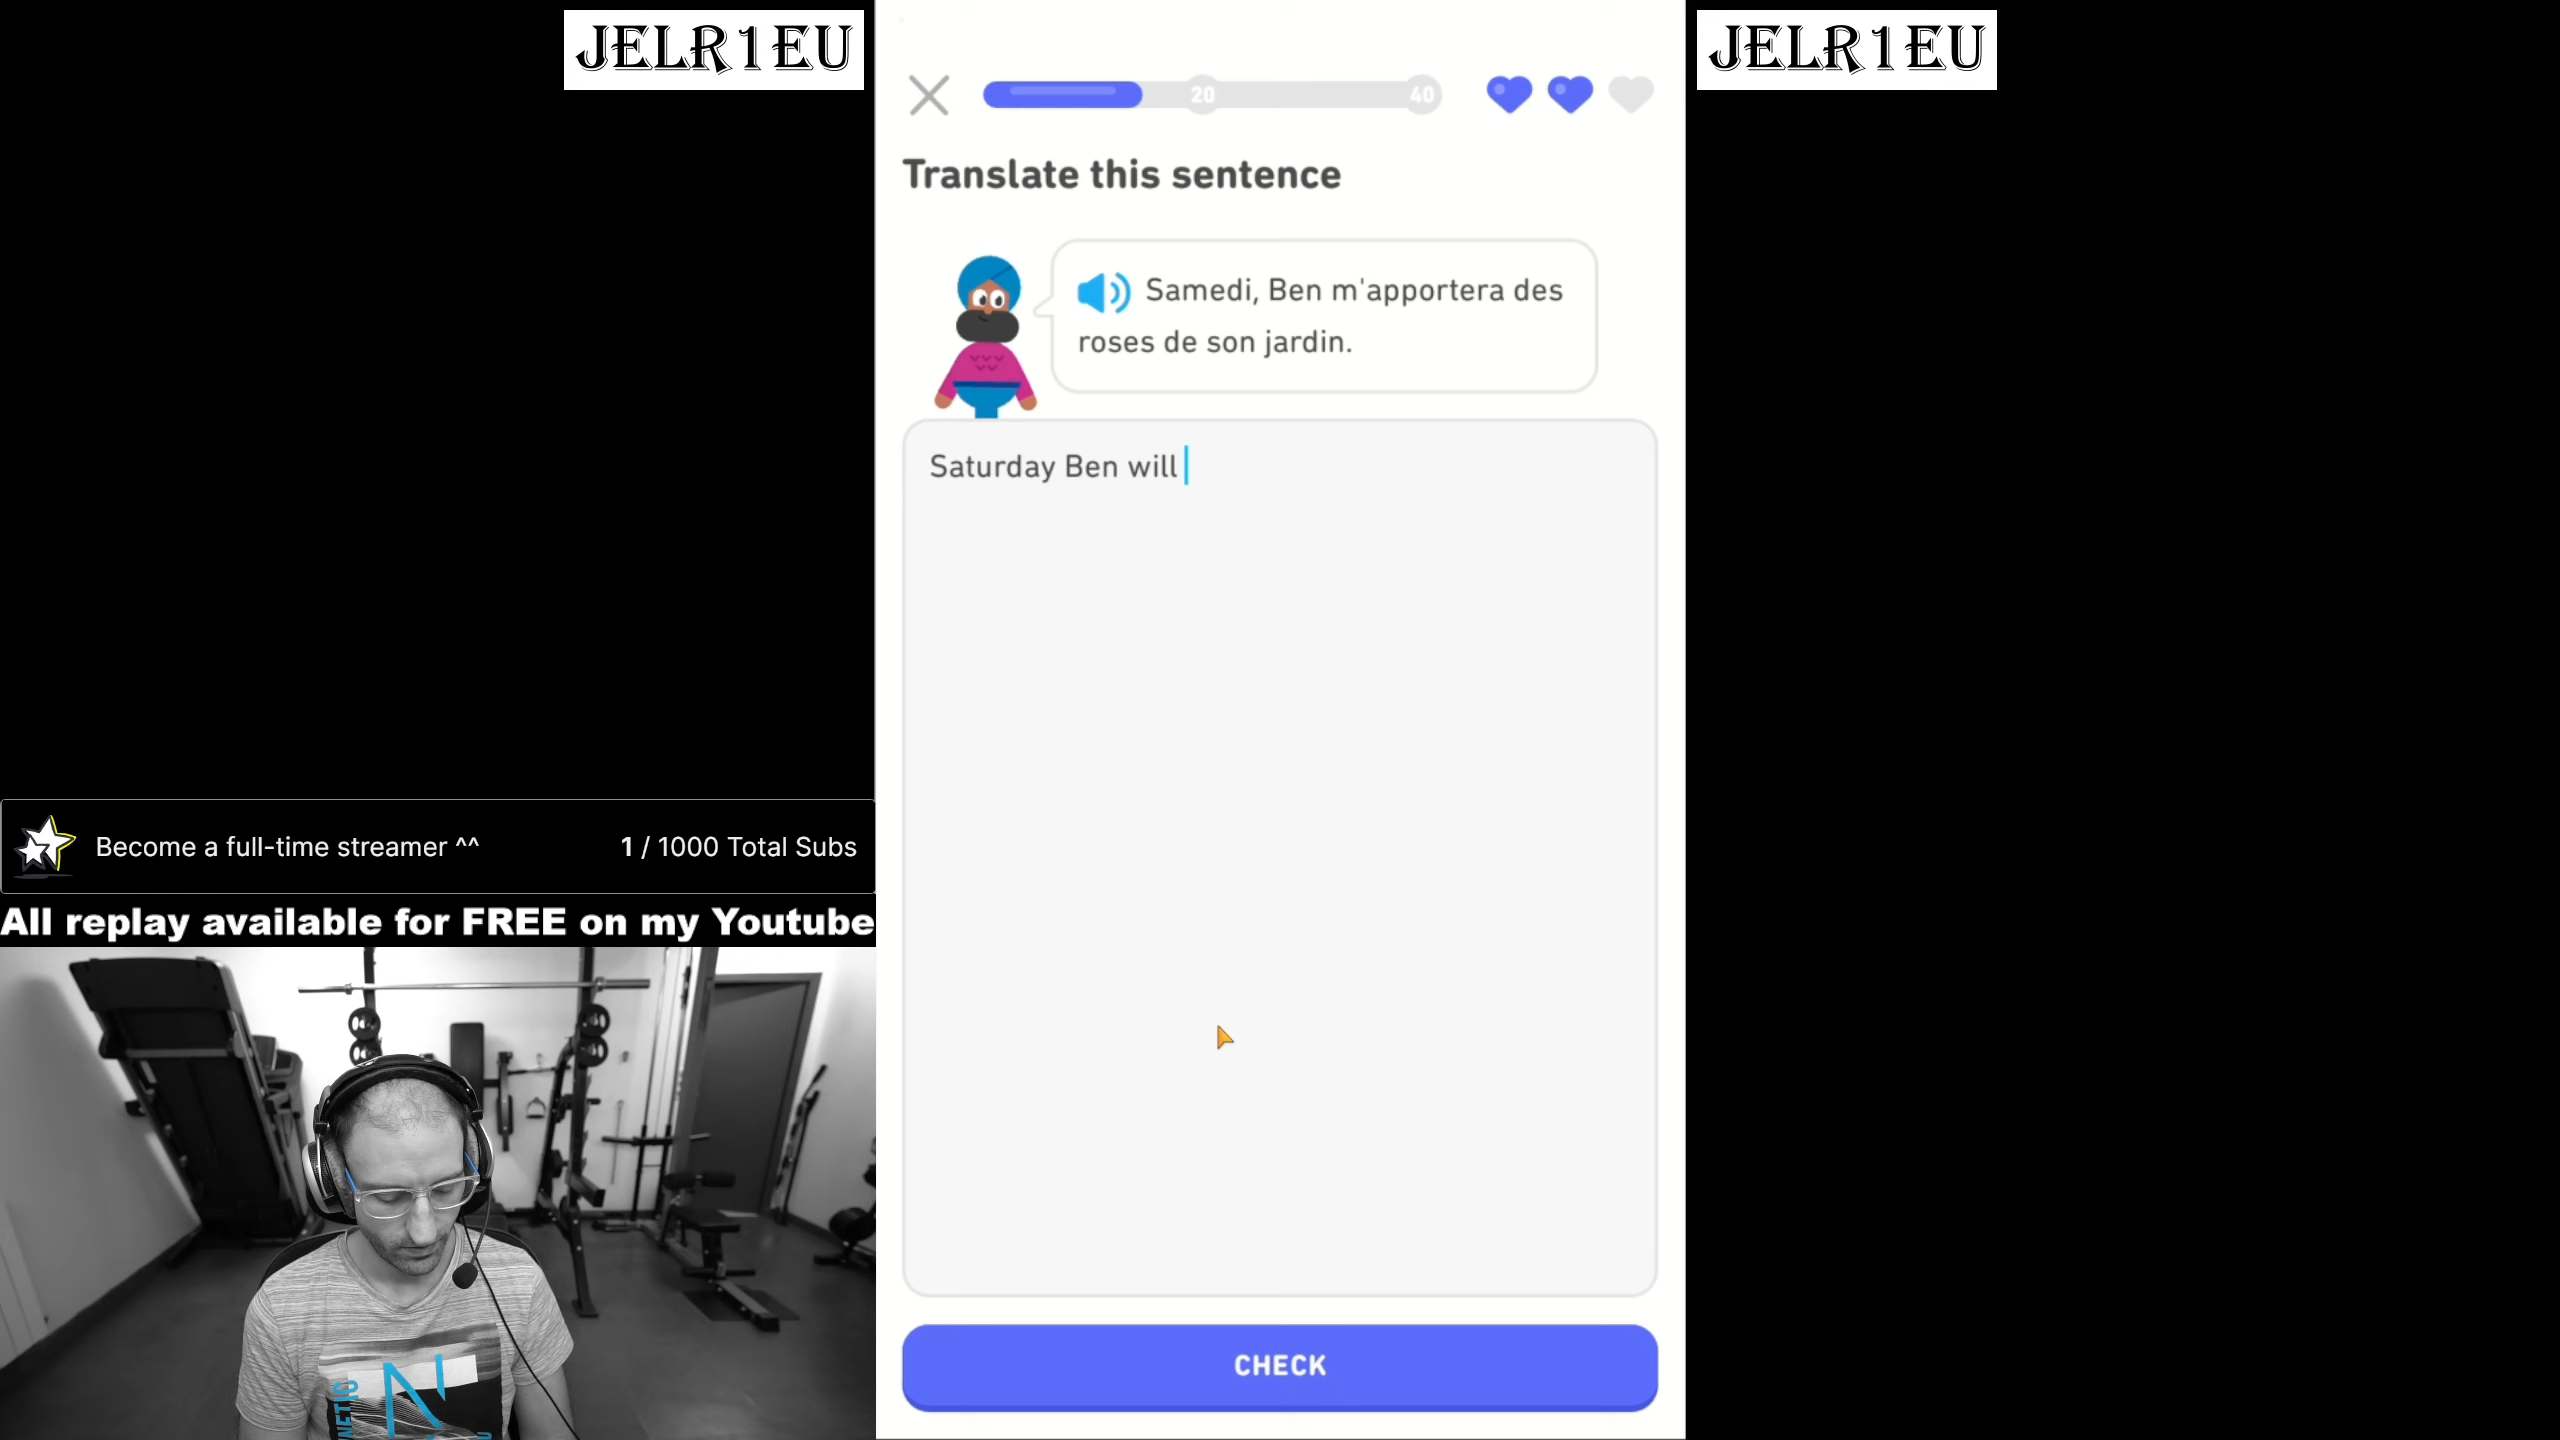 JELR1EU
JELR1EU
20
40
Translate this sentence
Samedi, Ben m'apportera des
roses de son jardin.
Saturday Ben will
CHECK
Become a full-time streamer ^^
1 / 1000 Total Subs
All replay available for FREE on my Youtube
N